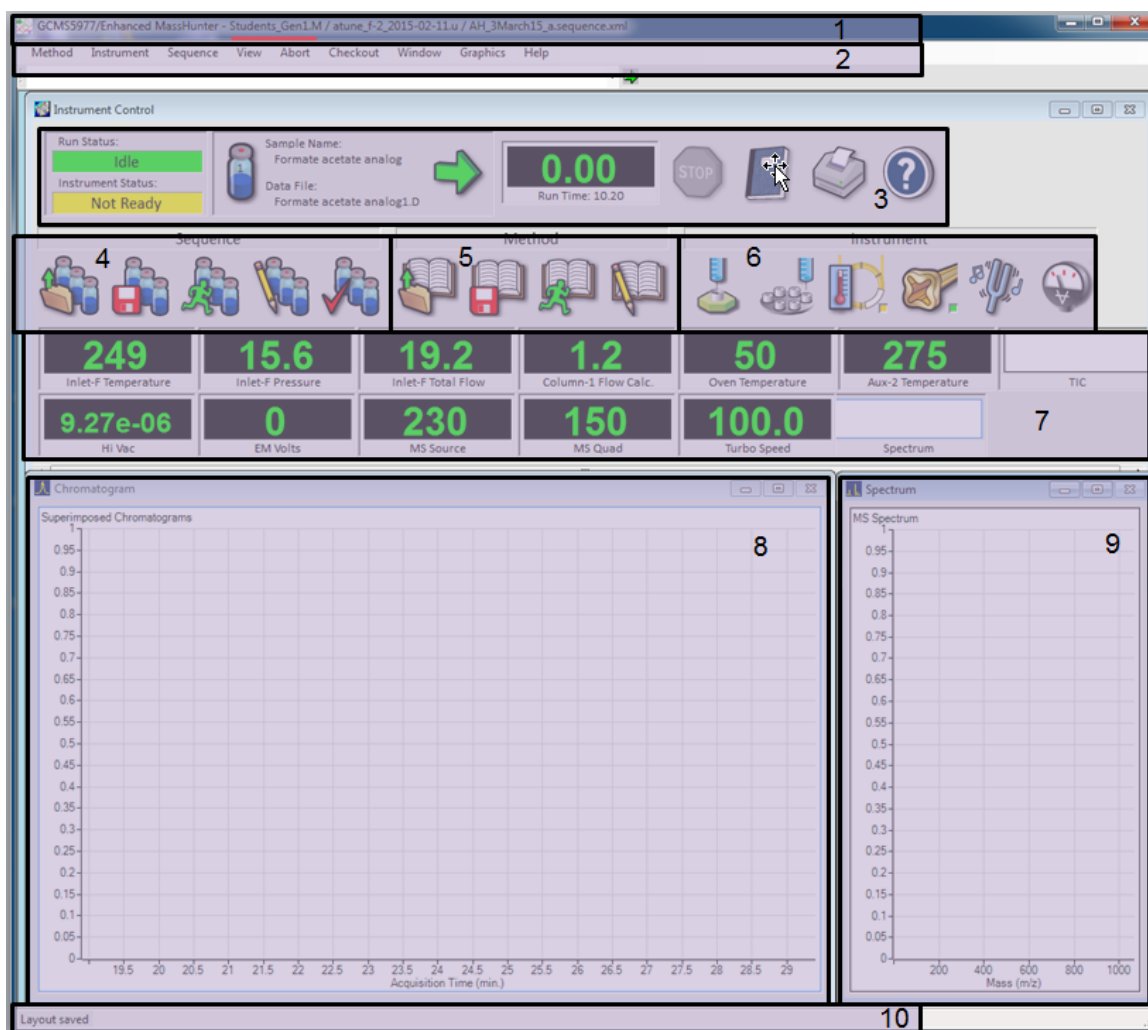 GCMS5977/Enhanced MassHunter - Students_Gen1.M / atune_f-2_2015-02-11.u / AH_3March15_a.sequence.xml
1
Method Instrument Sequence View Abort Checkout Window Graphics Help
2
Instrument Control
Run Status:
Idle
Instrument Status:
Not Ready
1
Sample Name:
Formate acetate analog
Data File:
Formate acetate analog1.D
0.00
Run Time: 10.20
STOP
?
3
Sequence Method Instrument
4 5 6
249 15.6 19.2 1.2 50 275
Inlet-F Temperature Inlet-F Pressure Inlet-F Total Flow Column-1 Flow Calc. Oven Temperature Aux-2 Temperature TIC
9.27e-06 0 230 150 100.0
7
Hi Vac EM Volts MS Source MS Quad Turbo Speed Spectrum
Chromatogram
Superimposed Chromatograms
8
1
0.95
0.9
0.85
0.8
0.75
0.7
0.65
0.6
0.55
0.5
0.45
0.4
0.35
0.3
0.25
0.2
0.15
0.1
0.05
0
19.5 20 20.5 21 21.5 22 22.5 23 23.5 24 24.5 25 25.5 26 26.5 27 27.5 28 28.5 29
Acquisition Time (min.)
Spectrum
MS Spectrum
9
1
0.95
0.9
0.85
0.8
0.75
0.7
0.65
0.6
0.55
0.5
0.45
0.4
0.35
0.3
0.25
0.2
0.15
0.1
0.05
0
200 400 600 800 1000
Mass (m/z)
Layout saved
10